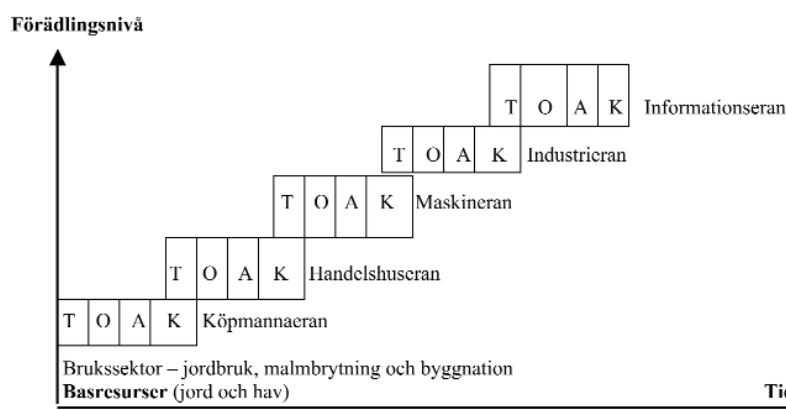 Förädlingsnivå
T O A K Informationseran
T O A K Industrieran
T O A K Maskineran
T O A K Handelshuseran
T O A K Köpmannaeran
Brukssektor – jordbruk, malmbrytning och byggnation
Basresurser (jord och hav)